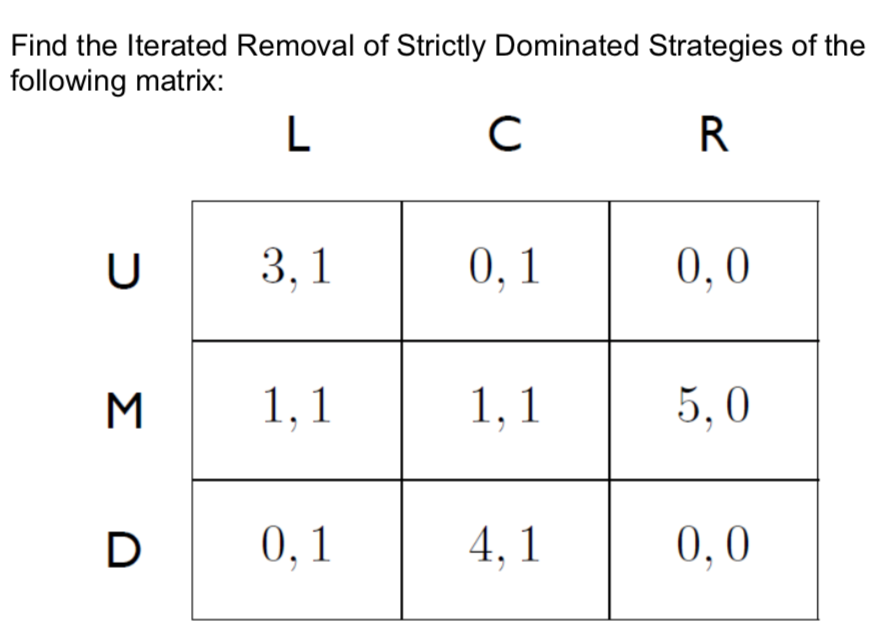 Find the Iterated Removal of Strictly Dominated Strategies of the
following matrix:
L C R
U 3, 1 0, 1 0, 0
M 1, 1 1, 1 5, 0
D 0, 1 4, 1 0, 0